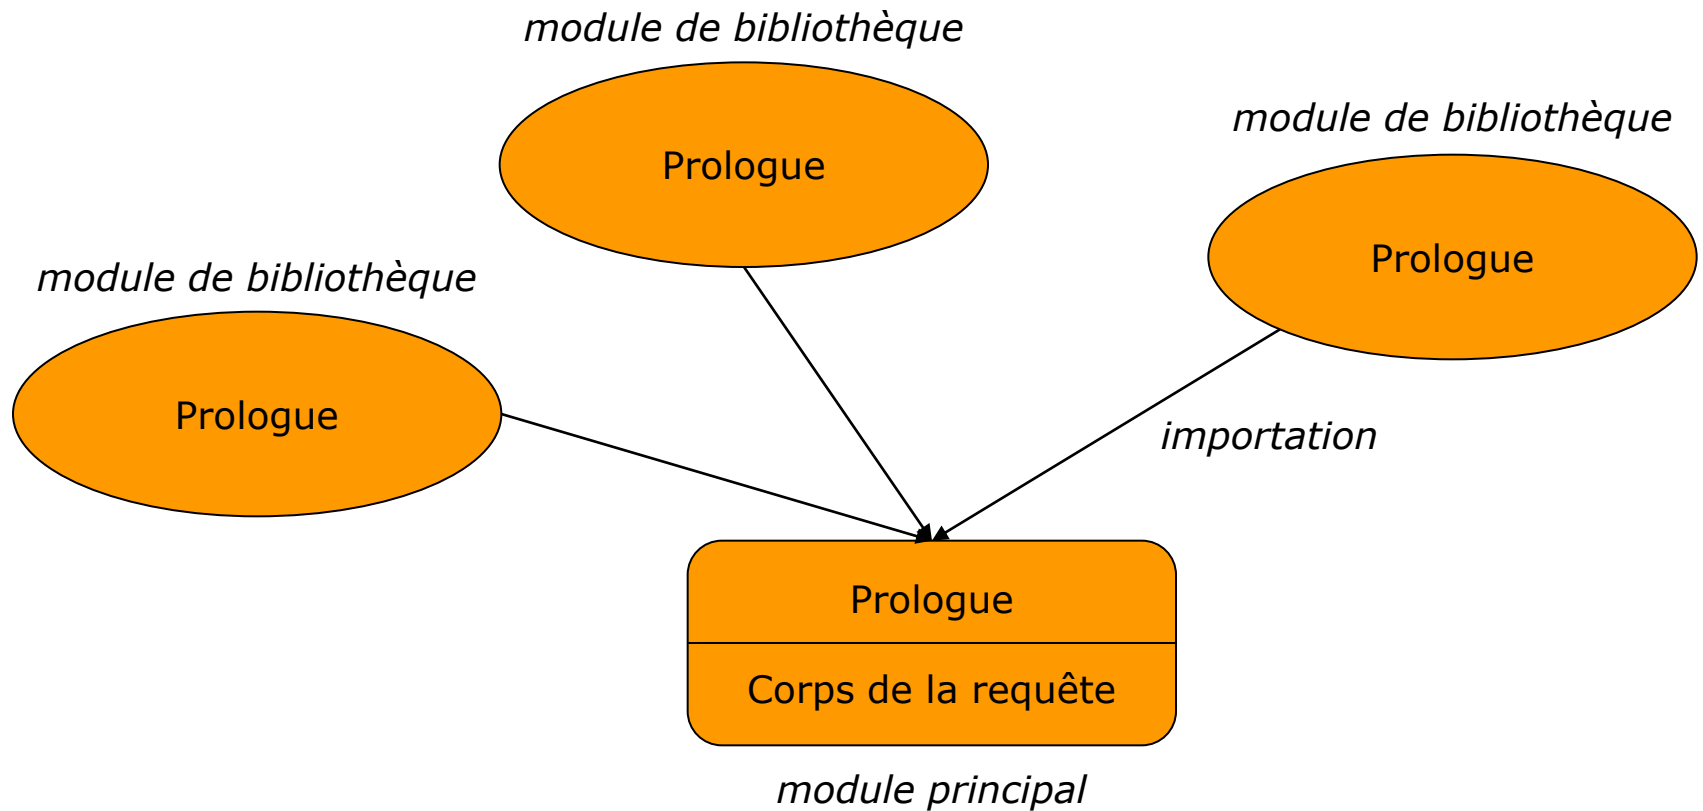 module de bibliothèque
Prologue
module de bibliothèque
Prologue
module de bibliothèque
Prologue
importation
Prologue
Corps de la requête
module principal